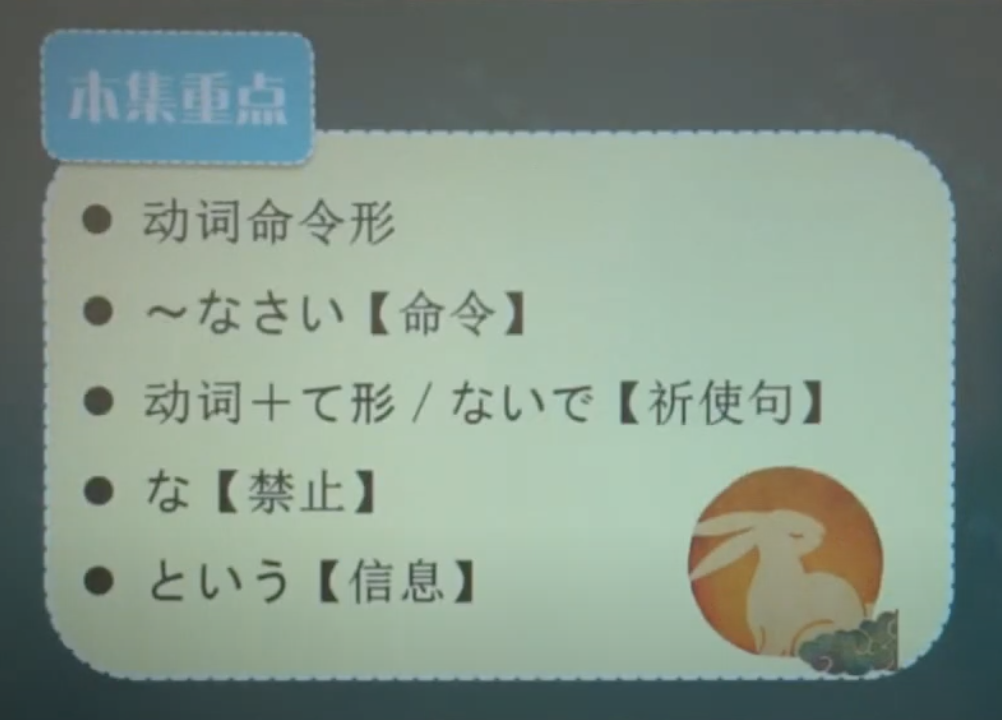 本集重点
● 动词命令形
● ～なさい【命令】
● 动词＋て形 / ないで【祈使句】
● な【禁止】
● という【信息】